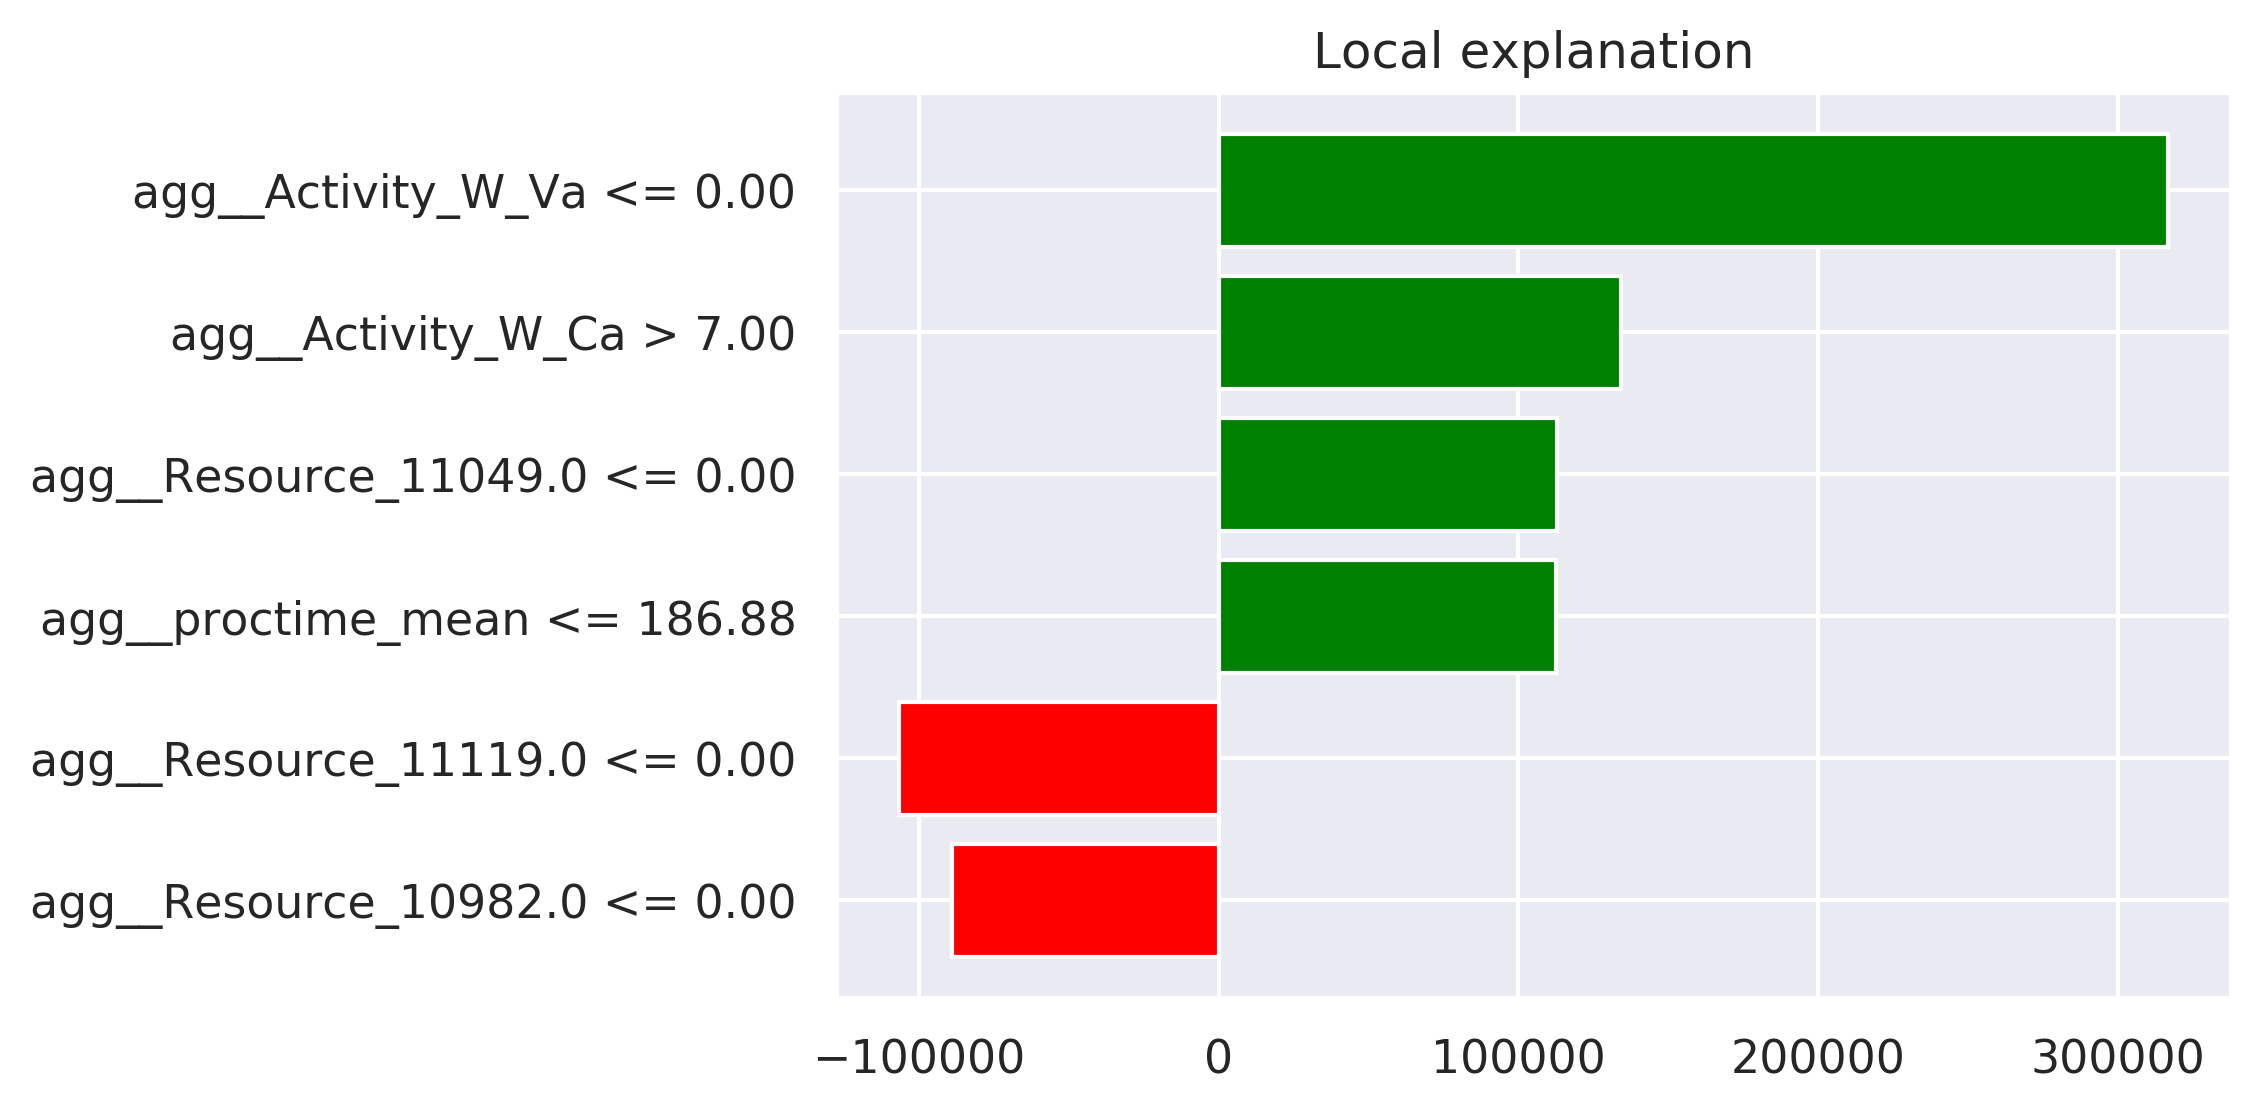 Local explanation
agg__Activity_W_Va <= 0.00
agg__Activity_W_Ca > 7.00
agg__Resource_11049.0 <= 0.00
agg__proctime_mean <= 186.88
agg__Resource_11119.0 <= 0.00
agg__Resource_10982.0 <= 0.00
−100000 0 100000 200000 300000